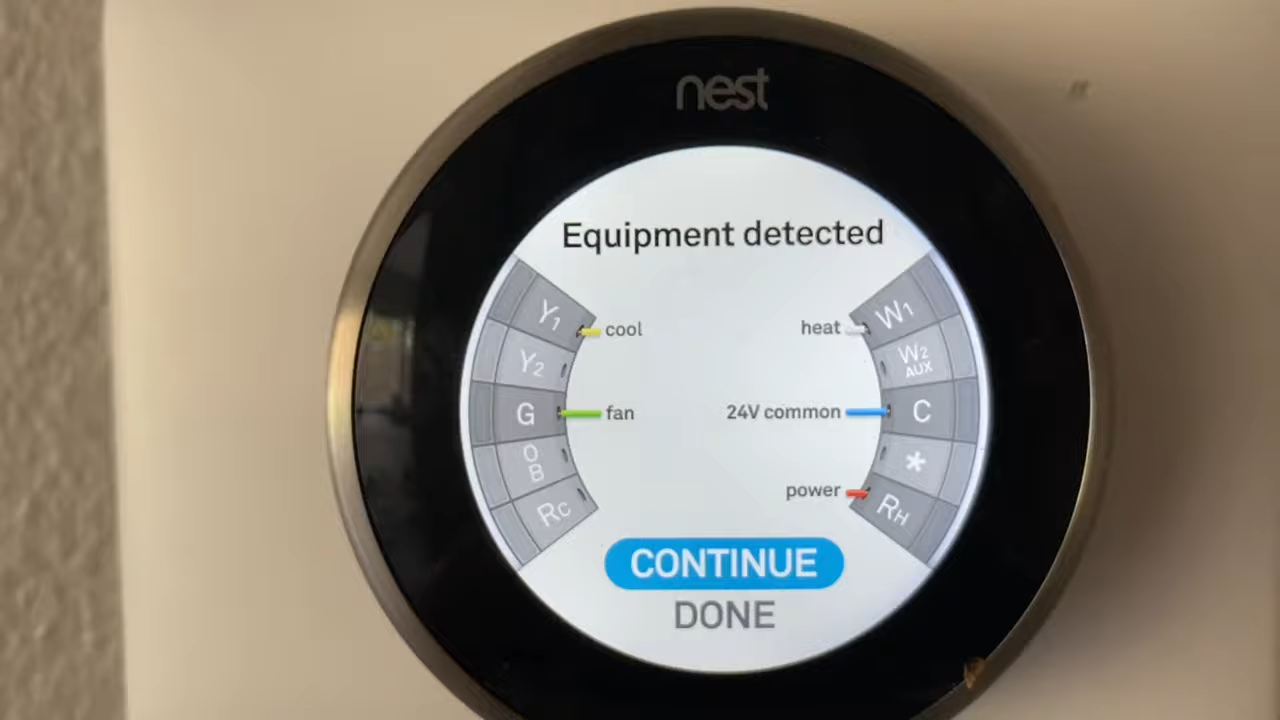 nest
Equipment detected
Y1 cool
Y2
G fan
O
B
RC
heat W1
W2
AUX
24V common C
*
power RH
CONTINUE
DONE